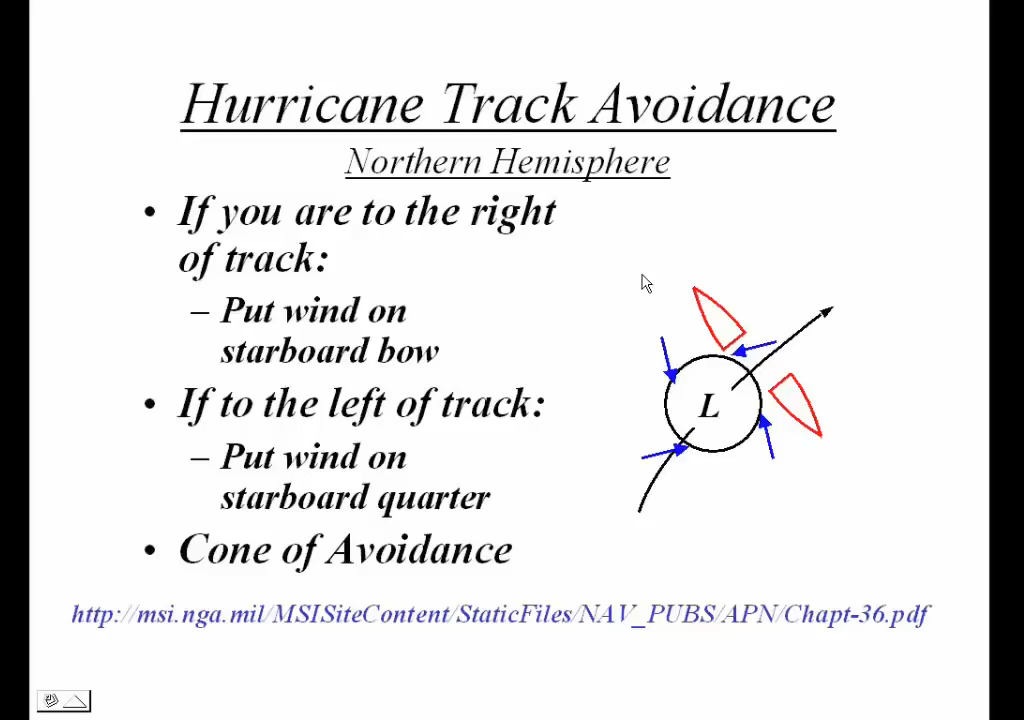 Hurricane Track Avoidance
Northern Hemisphere
• If you are to the right
of track:
– Put wind on
starboard bow
• If to the left of track:
– Put wind on
starboard quarter
• Cone of Avoidance
L
http://msi.nga.mil/MSISiteContent/StaticFiles/NAV_PUBS/APN/Chapt-36.pdf